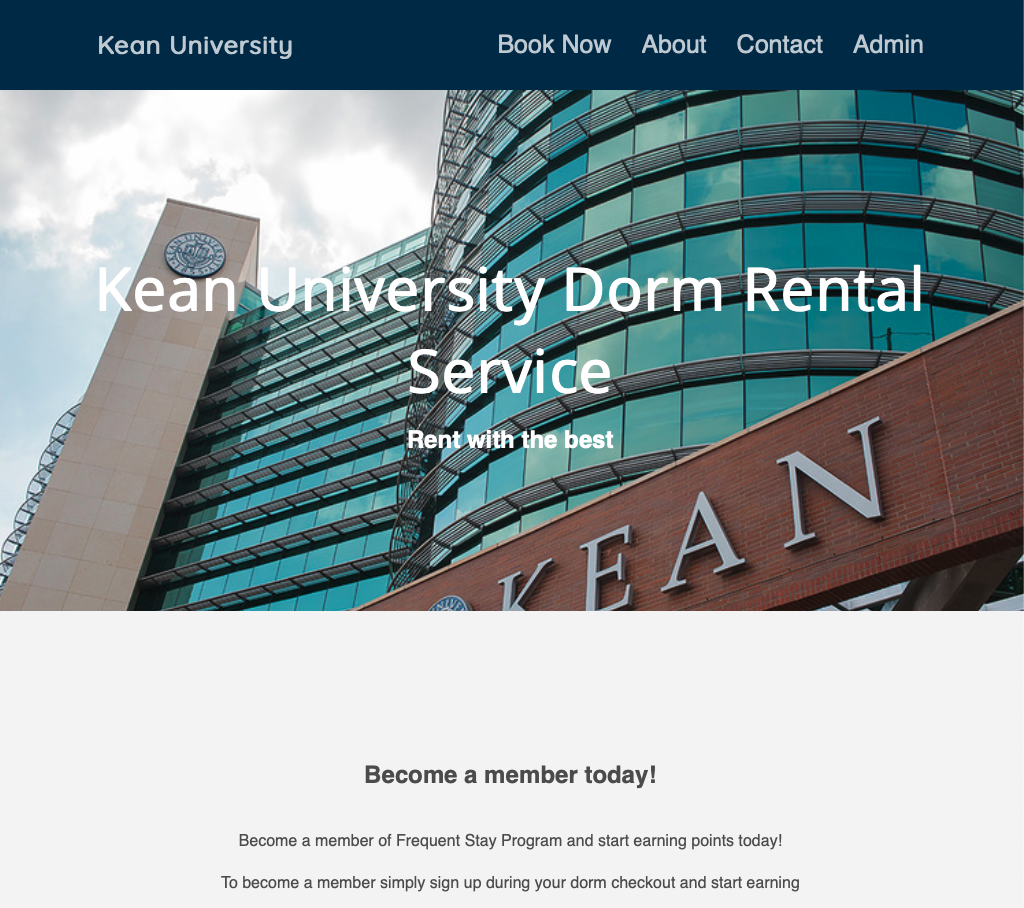 Kean University
Book Now About Contact Admin
Kean University Dorm Rental
Service
Rent with the best
KEAN
Become a member today!
Become a member of Frequent Stay Program and start earning points today!
To become a member simply sign up during your dorm checkout and start earning